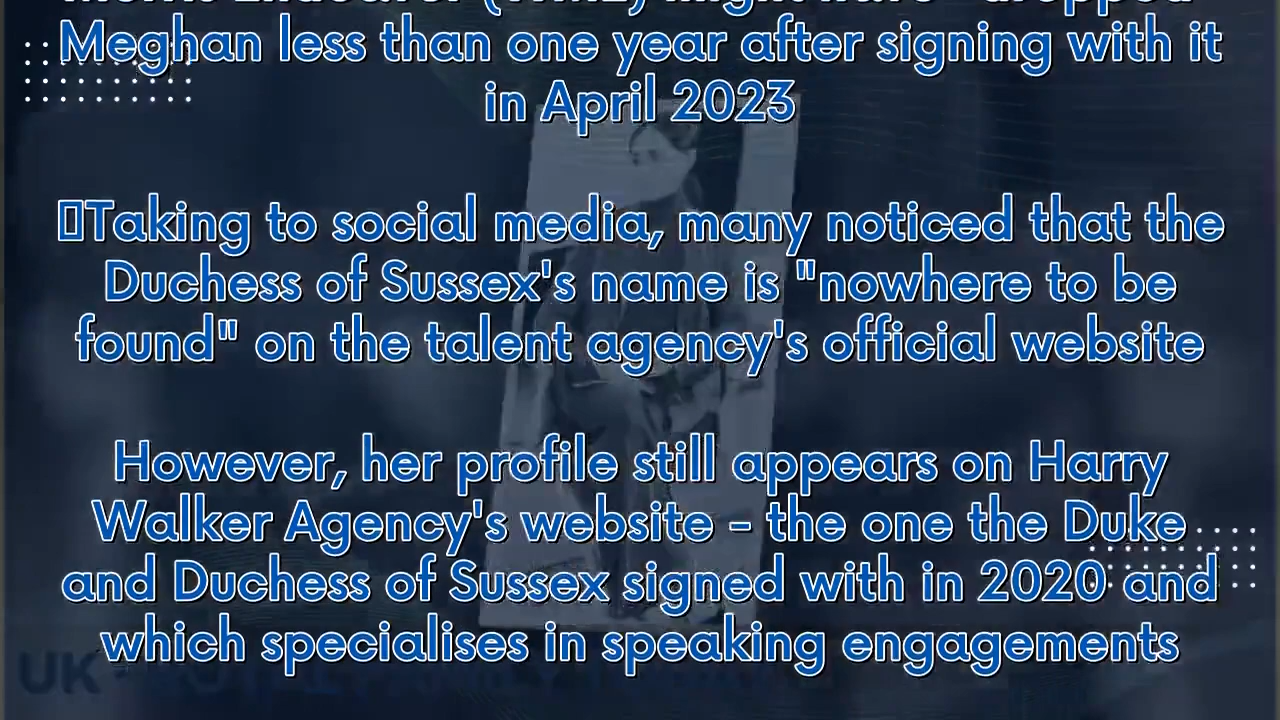 Meghan less than one year after signing with it
in April 2023
Taking to social media, many noticed that the
Duchess of Sussex's name is "nowhere to be
found" on the talent agency's official website
However, her profile still appears on Harry
Walker Agency's website – the one the Duke
and Duchess of Sussex signed with in 2020 and
which specialises in speaking engagements
UK